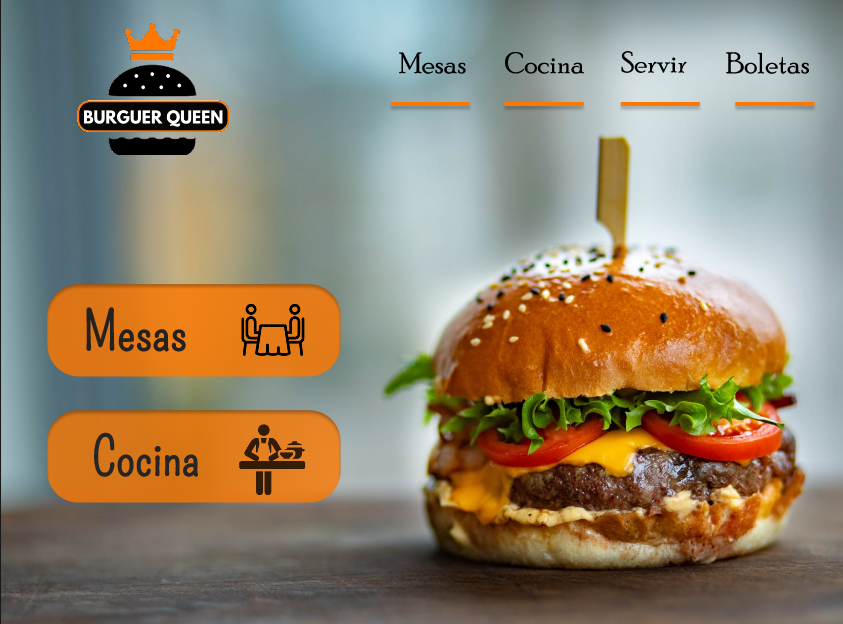 BURGUER QUEEN
Mesas
Cocina
Servir
Boletas
Mesas
Cocina